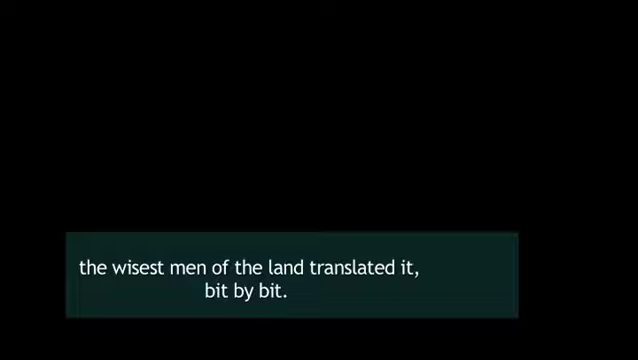 the wisest men of the land translated it,
bit by bit.